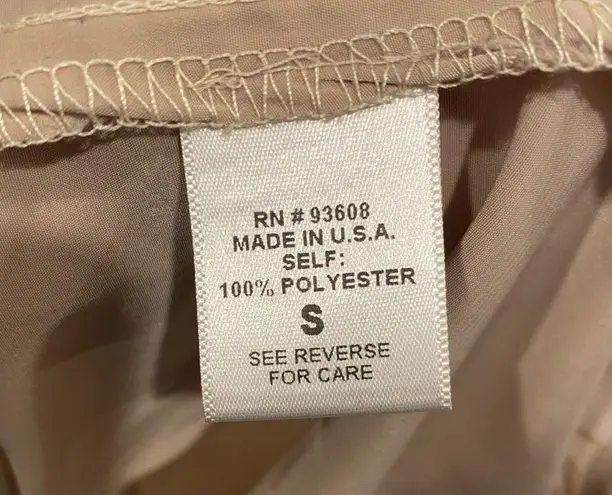 RN # 93608
MADE IN U.S.A.
SELF:
100% POLYESTER
S
SEE REVERSE
FOR CARE